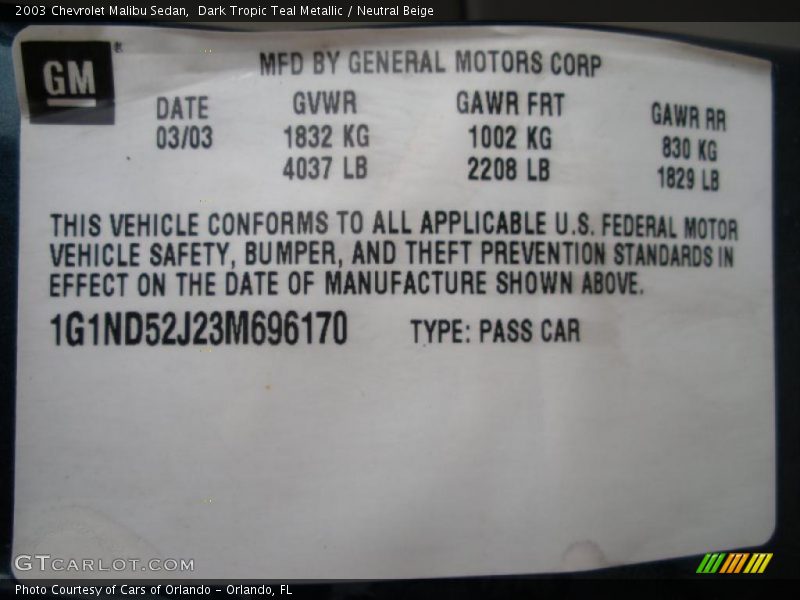 2003 Chevrolet Malibu Sedan,  Dark Tropic Teal Metallic / Neutral Beige
GM®
MFD BY GENERAL MOTORS CORP
DATE GVWR GAWR FRT GAWR RR
03/03 1832 KG 1002 KG 830 KG
4037 LB 2208 LB 1829 LB
THIS VEHICLE CONFORMS TO ALL APPLICABLE U.S. FEDERAL MOTOR
VEHICLE SAFETY, BUMPER, AND THEFT PREVENTION STANDARDS IN
EFFECT ON THE DATE OF MANUFACTURE SHOWN ABOVE.
1G1ND52J23M696170 TYPE: PASS CAR
GTCARLOT.COM
Photo Courtesy of Cars of Orlando - Orlando, FL